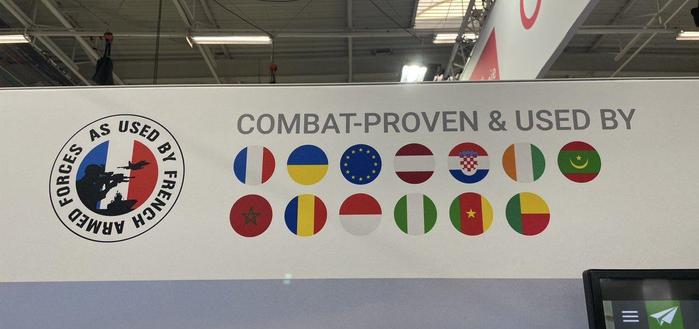 AS USED BY FRENCH ARMED FORCES
COMBAT-PROVEN & USED BY